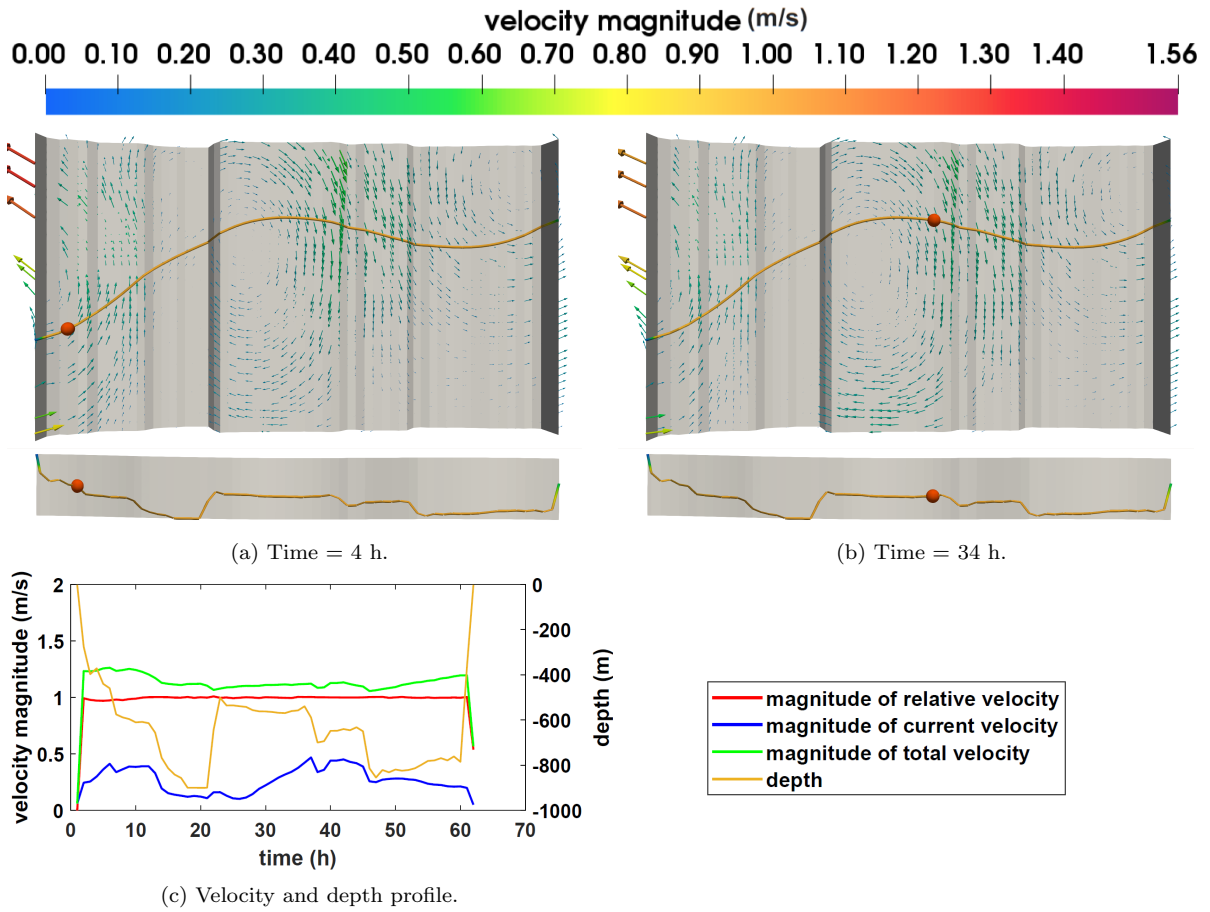 velocity magnitude (m/s)
0.00 0.10 0.20 0.30 0.40 0.50 0.60 0.70 0.80 0.90 1.00 1.10 1.20 1.30 1.40 1.56
(a) Time = 4 h.
(b) Time = 34 h.
velocity magnitude (m/s)
2
1.5
1
0.5
0
0
-200
-400
-600
-800
-1000
depth (m)
0 10 20 30 40 50 60 70
time (h)
magnitude of relative velocity
magnitude of current velocity
magnitude of total velocity
depth
(c) Velocity and depth profile.